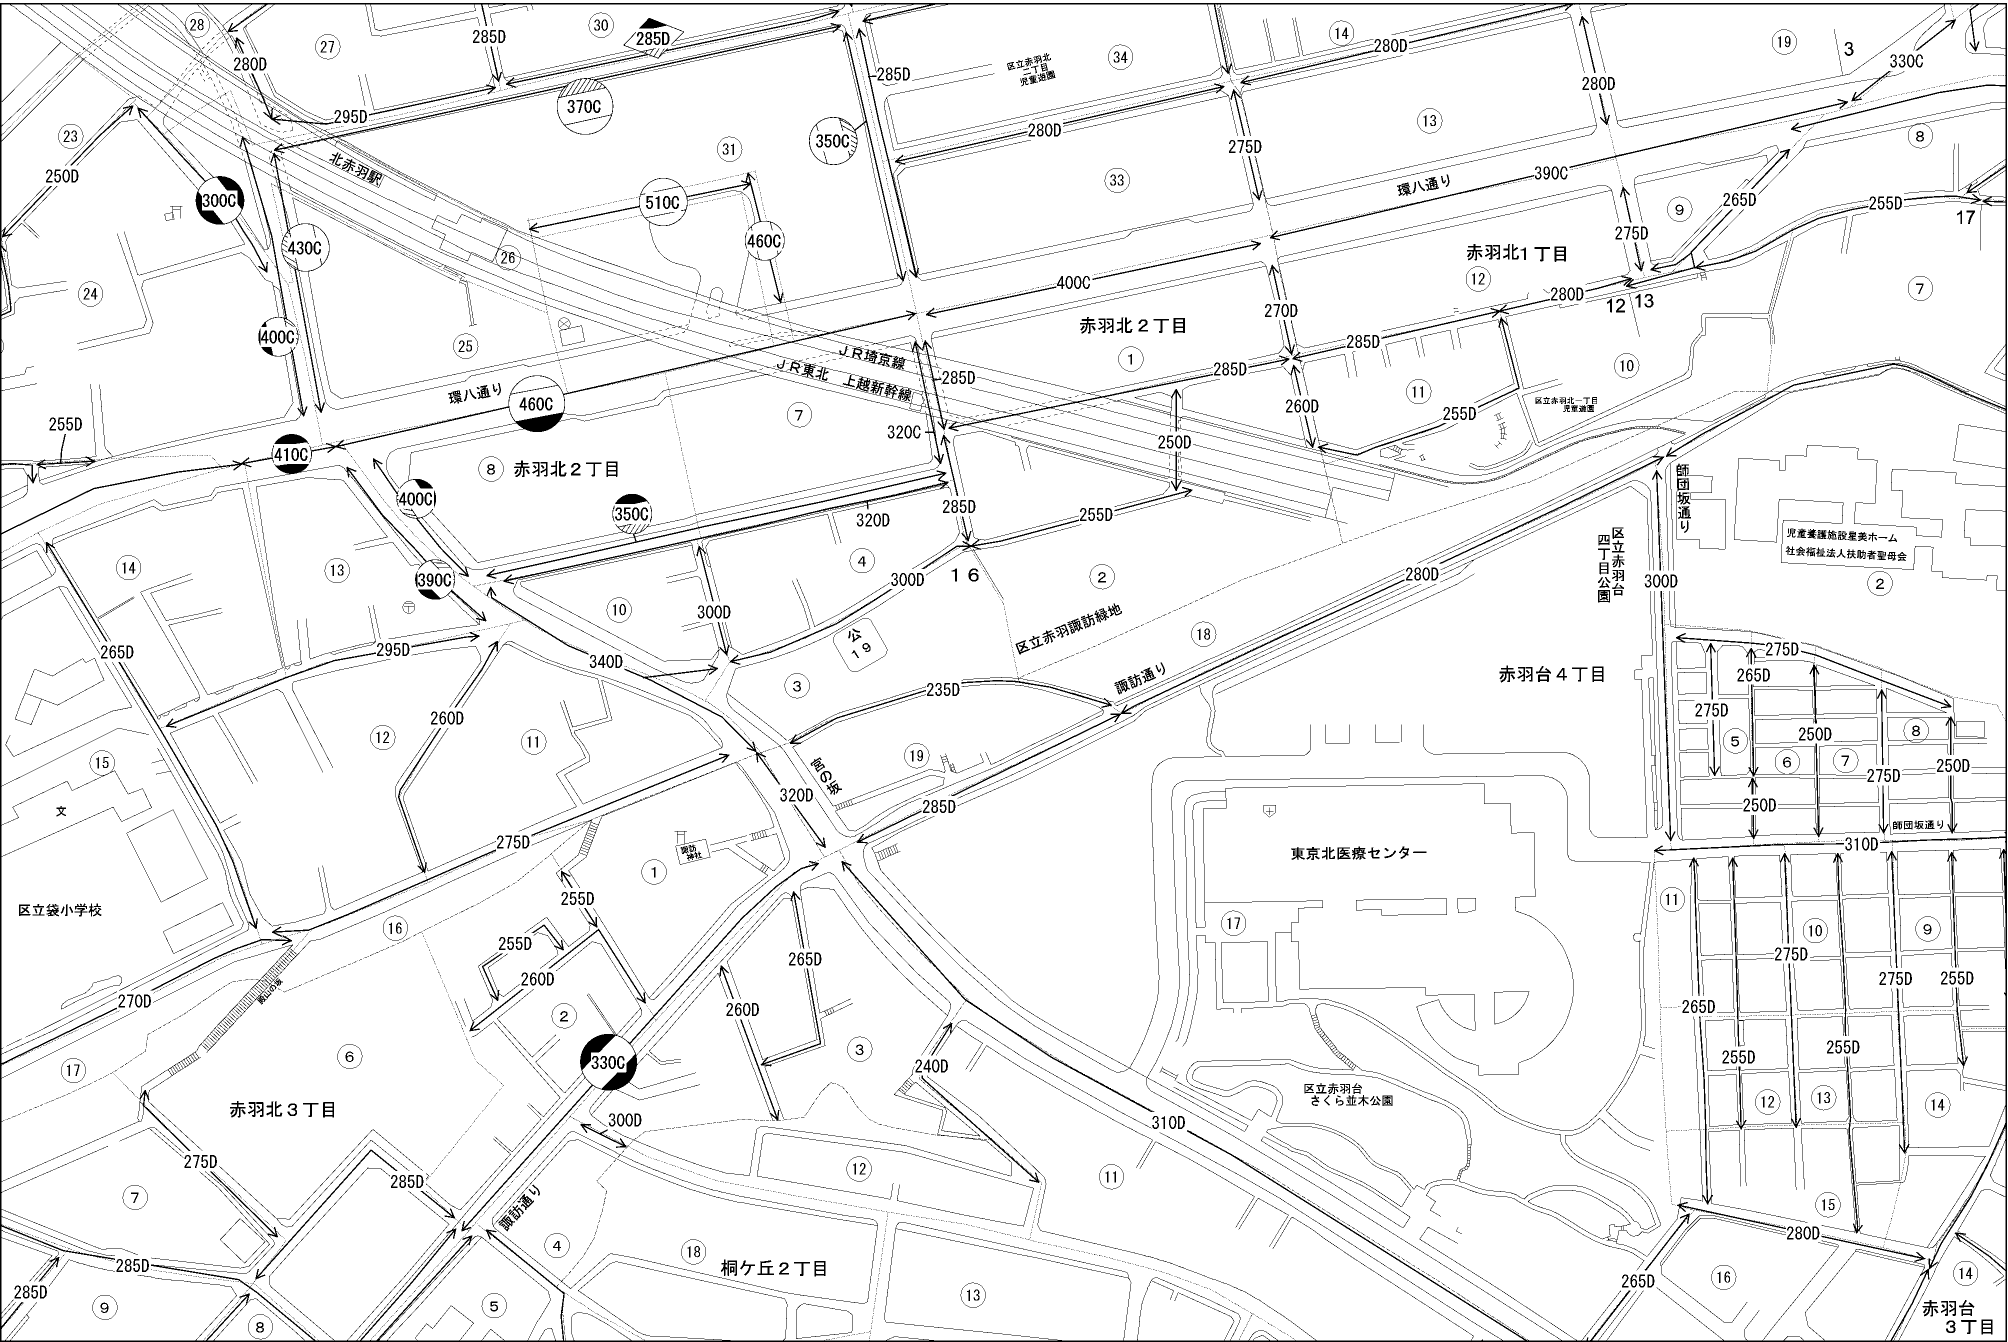 28
27
30
285D
285D
280D
34
区立赤羽北
二丁目
児童遊園
14
280D
19
3
330C
23
295D
370C
285D
350C
280D
280D
13
8
250D
300C
北赤羽駅
31
33
275D
環八通り
390C
9
265D
255D
17
510C
430C
460C
26
赤羽北1丁目
275D
12
24
400C
280D
12
13
7
270D
400C
25
赤羽北2丁目
ＪＲ埼京線
ＪＲ東北　上越新幹線
1
285D
285D
10
285D
環八通り
460C
7
11
区立赤羽北一丁目
児童遊園
255D
260D
255D
320C
250D
410C
8
赤羽北2丁目
400C
350C
320D
285D
255D
師団坂通り
区立赤羽台
四丁目公園
児童養護施設星美ホーム
社会福祉法人扶助者聖母会
2
14
13
390C
4
300D
16
2
280D
300D
10
300D
公
19
区立赤羽諏訪緑地
18
265D
295D
340D
3
235D
諏訪通り
赤羽台4丁目
275D
265D
275D
260D
12
11
15
文
19
宮の坂
320D
285D
5
250D
6
7
8
275D
250D
250D
師団坂通り
310D
275D
諏訪
神社
1
東京北医療センター
区立袋小学校
16
255D
255D
260D
265D
260D
17
11
10
9
275D
275D
255D
265D
270D
2
330C
3
240D
17
6
赤羽北3丁目
300D
255D
255D
区立赤羽台
さくら並木公園
310D
12
13
14
275D
285D
7
12
11
諏訪通り
15
280D
4
18
桐ケ丘2丁目
285D
285D
9
8
5
13
265D
16
14
赤羽台
3丁目